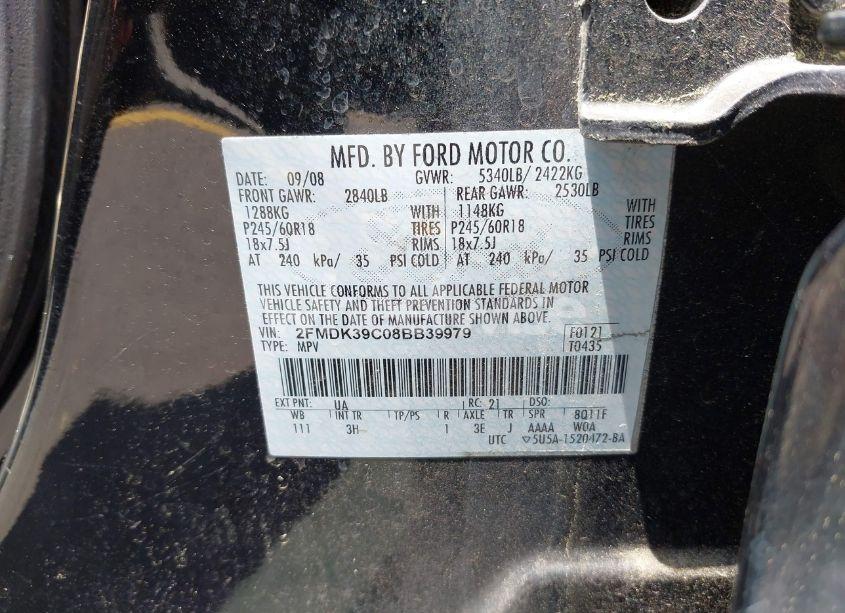 MFD. BY FORD MOTOR CO.
DATE: 09/08 GVWR: 5340LB/ 2422KG
FRONT GAWR: 2840LB REAR GAWR: 2530LB
1288KG WITH 1148KG WITH
P245/60R18 TIRES P245/60R18 TIRES
18x7.5J RIMS 18x7.5J RIMS
AT 240 kPa/ 35 PSI COLD AT 240 kPa/ 35 PSI COLD
THIS VEHICLE CONFORMS TO ALL APPLICABLE FEDERAL MOTOR
VEHICLE SAFETY AND THEFT PREVENTION STANDARDS IN
EFFECT ON THE DATE OF MANUFACTURE SHOWN ABOVE.
VIN: 2FMDK39C08BB39979 F0121
TYPE: MPV T0435
EXT PNT: UA RC: 21 DSO:
WB INT TR TP/PS R AXLE TR SPR 8Q11F
111 3H 1 3E J AAAA W0A
UTC ▽5U5A-1520472-BA